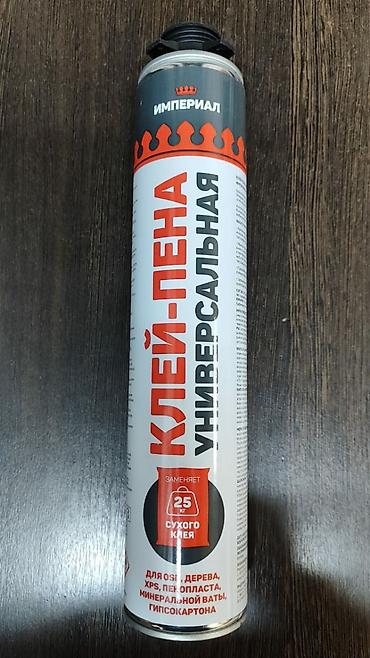 ИМПЕРИАЛ
КЛЕЙ-ПЕНА
УНИВЕРСАЛЬНАЯ
ЗАМЕНЯЕТ
25
КГ
СУХОГО
КЛЕЯ
ДЛЯ OSB, ДЕРЕВА,
XPS, ПЕНОПЛАСТА,
МИНЕРАЛЬНОЙ ВАТЫ,
ГИПСОКАРТОНА